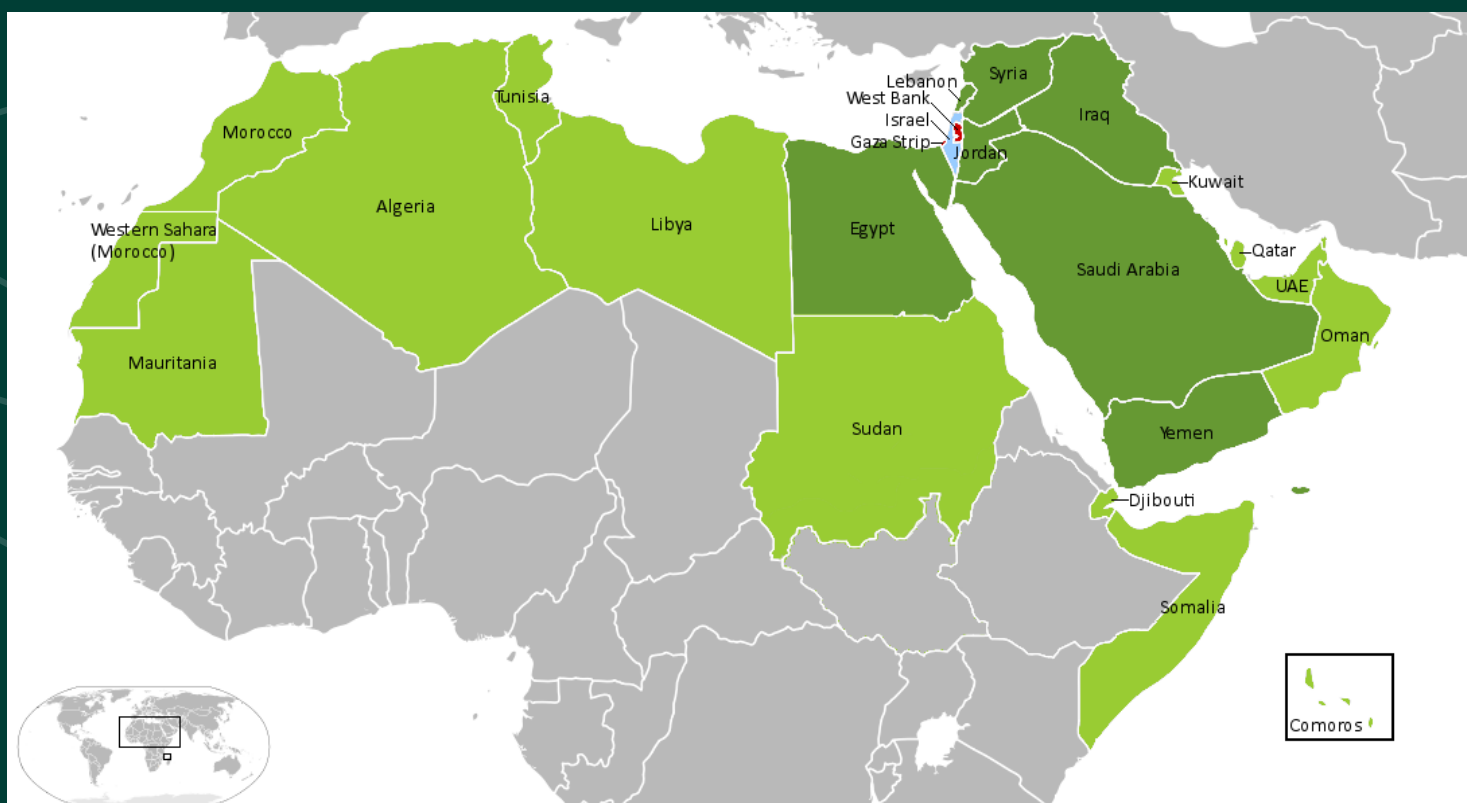 Lebanon
Syria
West Bank
Tunisia
Israel
Iraq
Morocco
Gaza Strip
Jordan
Kuwait
Algeria
Western Sahara
(Morocco)
Libya
Egypt
Qatar
Saudi Arabia
UAE
Oman
Mauritania
Sudan
Yemen
Djibouti
Somalia
Comoros